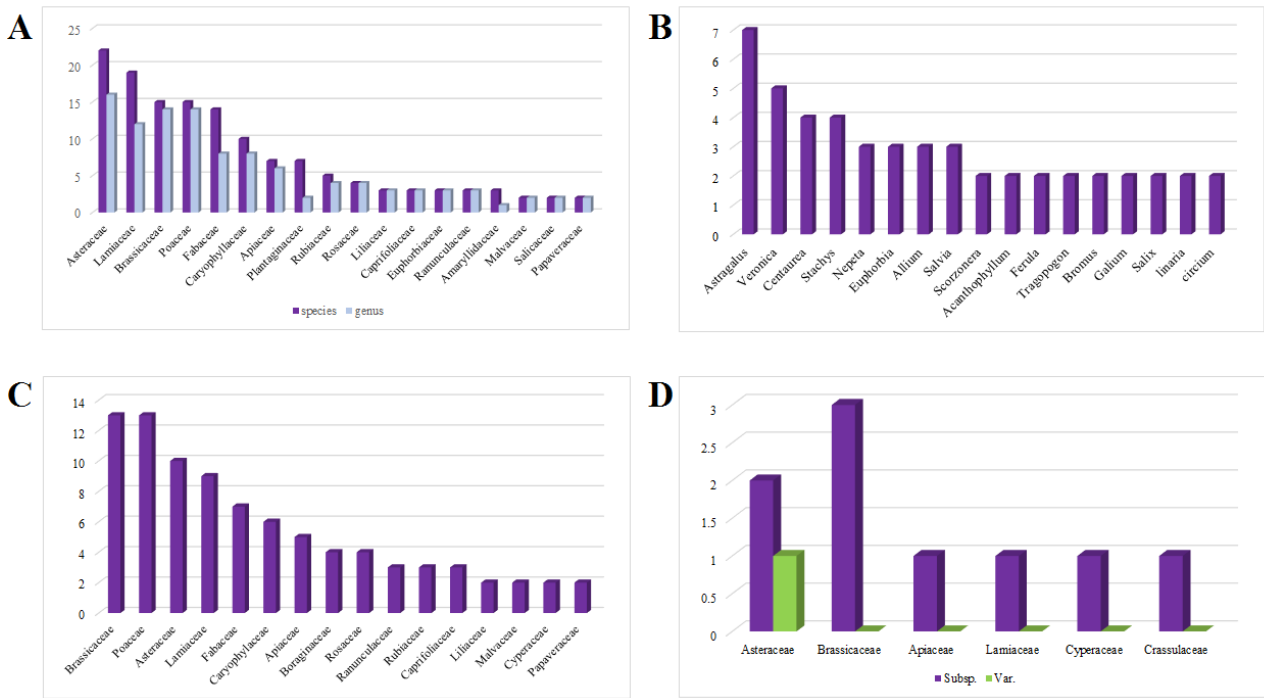 A
25
20
15
10
5
0
Asteraceae
Lamiaceae
Brassicaceae
Poaceae
Fabaceae
Caryophyllaceae
Apiaceae
Plantaginaceae
Rubiaceae
Rosaceae
Liliaceae
Caprifoliaceae
Euphorbiaceae
Ranunculaceae
Amaryllidaceae
Malvaceae
Salicaceae
Papaveraceae
species genus
B
7
6
5
4
3
2
1
0
Astragalus
Veronica
Centaurea
Stachys
Nepeta
Euphorbia
Allium
Salvia
Scorzonera
Acanthophyllum
Ferula
Tragopogon
Bromus
Galium
Salix
linaria
circium
C
14
12
10
8
6
4
2
0
Brassicaceae
Poaceae
Asteraceae
Lamiaceae
Fabaceae
Caryophylaceae
Apiaceae
Boraginaceae
Rosaceae
Ranunculaceae
Rubiaceae
Caprifoliaceae
Liliaceae
Malvaceae
Cyperaceae
Papaveraceae
D
3
2.5
2
1.5
1
0.5
0
Asteraceae Brassicaceae Apiaceae Lamiaceae Cyperaceae Crassulaceae
Subsp. Var.